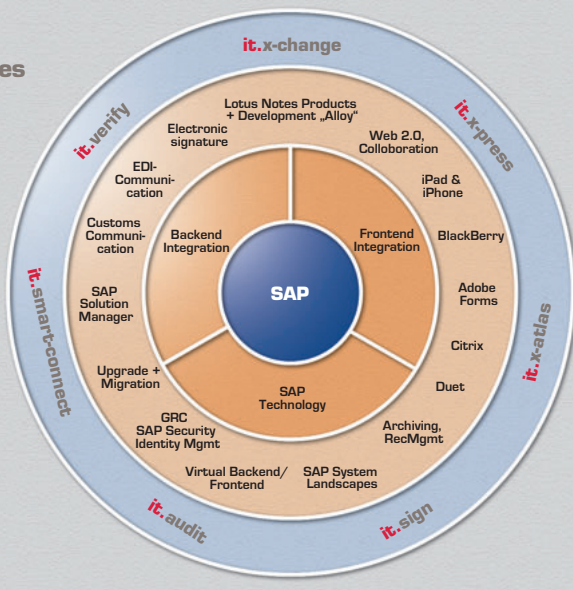 es
it.x-change
it.x-press
it.x-atlas
it.sign
it.audit
it.smart-connect
it.verify
Lotus Notes Products
+ Development „Alloy“
Web 2.0,
Colloboration
iPad &
iPhone
BlackBerry
Adobe
Forms
Citrix
Duet
Archiving,
RecMgmt
SAP System
Landscapes
Virtual Backend/
Frontend
GRC
SAP Security
Identity Mgmt
Upgrade +
Migration
SAP
Solution
Manager
Customs
Communi-
cation
EDI-
Communi-
cation
Electronic
signature
Backend
Integration
Frontend
Integration
SAP
Technology
SAP